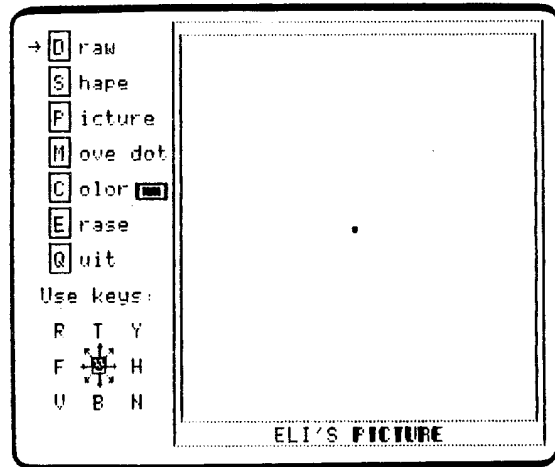 → D raw
S hape
P icture
M ove dot
C olor
E rase
Q uit
Use keys:
R T Y
F H
V B N
ELI'S PICTURE